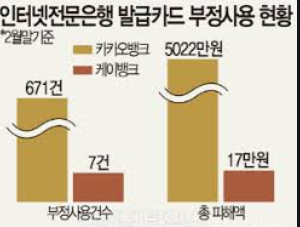 인터넷전문은행 발급카드 부정사용 현황
*2월말기준
카카오뱅크
케이뱅크
671건
7건
5022만원
17만원
부정사용건수
총 피해액